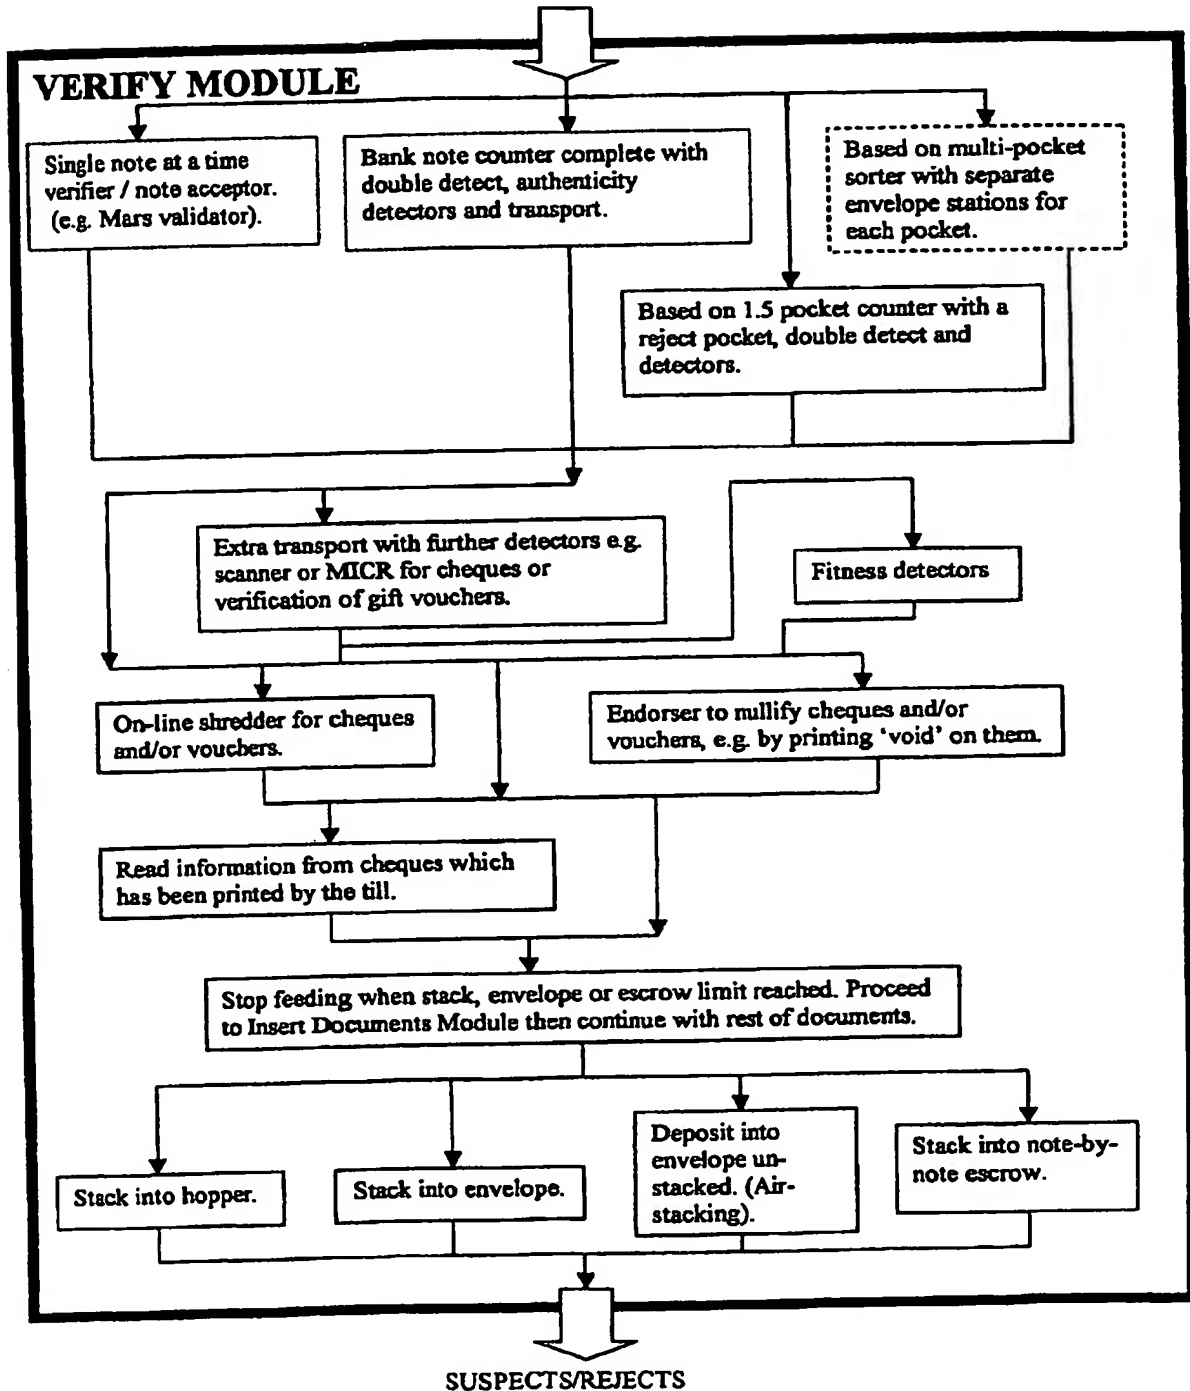 VERIFY MODULE
Single note at a time
verifier / note acceptor.
(e.g. Mars validator).
Bank note counter complete with
double detect, authenticity
detectors and transport.
Based on multi-pocket
sorter with separate
envelope stations for
each pocket.
Based on 1.5 pocket counter with a
reject pocket, double detect and
detectors.
Extra transport with further detectors e.g.
scanner or MICR for cheques or
verification of gift vouchers.
Fitness detectors
On-line shredder for cheques
and/or vouchers.
Endorser to nullify cheques and/or
vouchers, e.g. by printing ‘void’ on them.
Read information from cheques which
has been printed by the till.
Stop feeding when stack, envelope or escrow limit reached. Proceed
to Insert Documents Module then continue with rest of documents.
Stack into hopper.
Stack into envelope.
Deposit into
envelope un-
stacked. (Air-
stacking).
Stack into note-by-
note escrow.
SUSPECTS/REJECTS